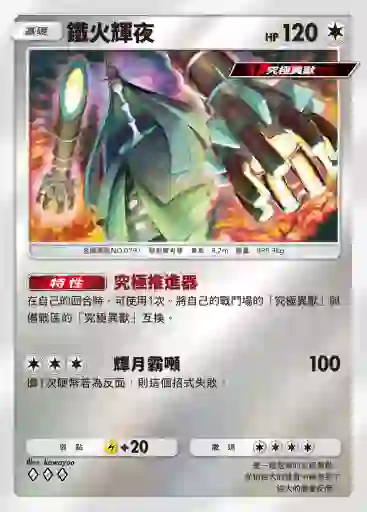 基礎 鐵火輝夜 HP 120
究極異獸
特性 究極推進器
在自己的回合時,可使用1次。將自己的戰鬥場的「究極異獸」與
備戰區的「究極異獸」互換。
輝月霸噸 100
擲1次硬幣若為反面,則這個招式失敗。
弱點 +20 撤退
Illus. kawayoo